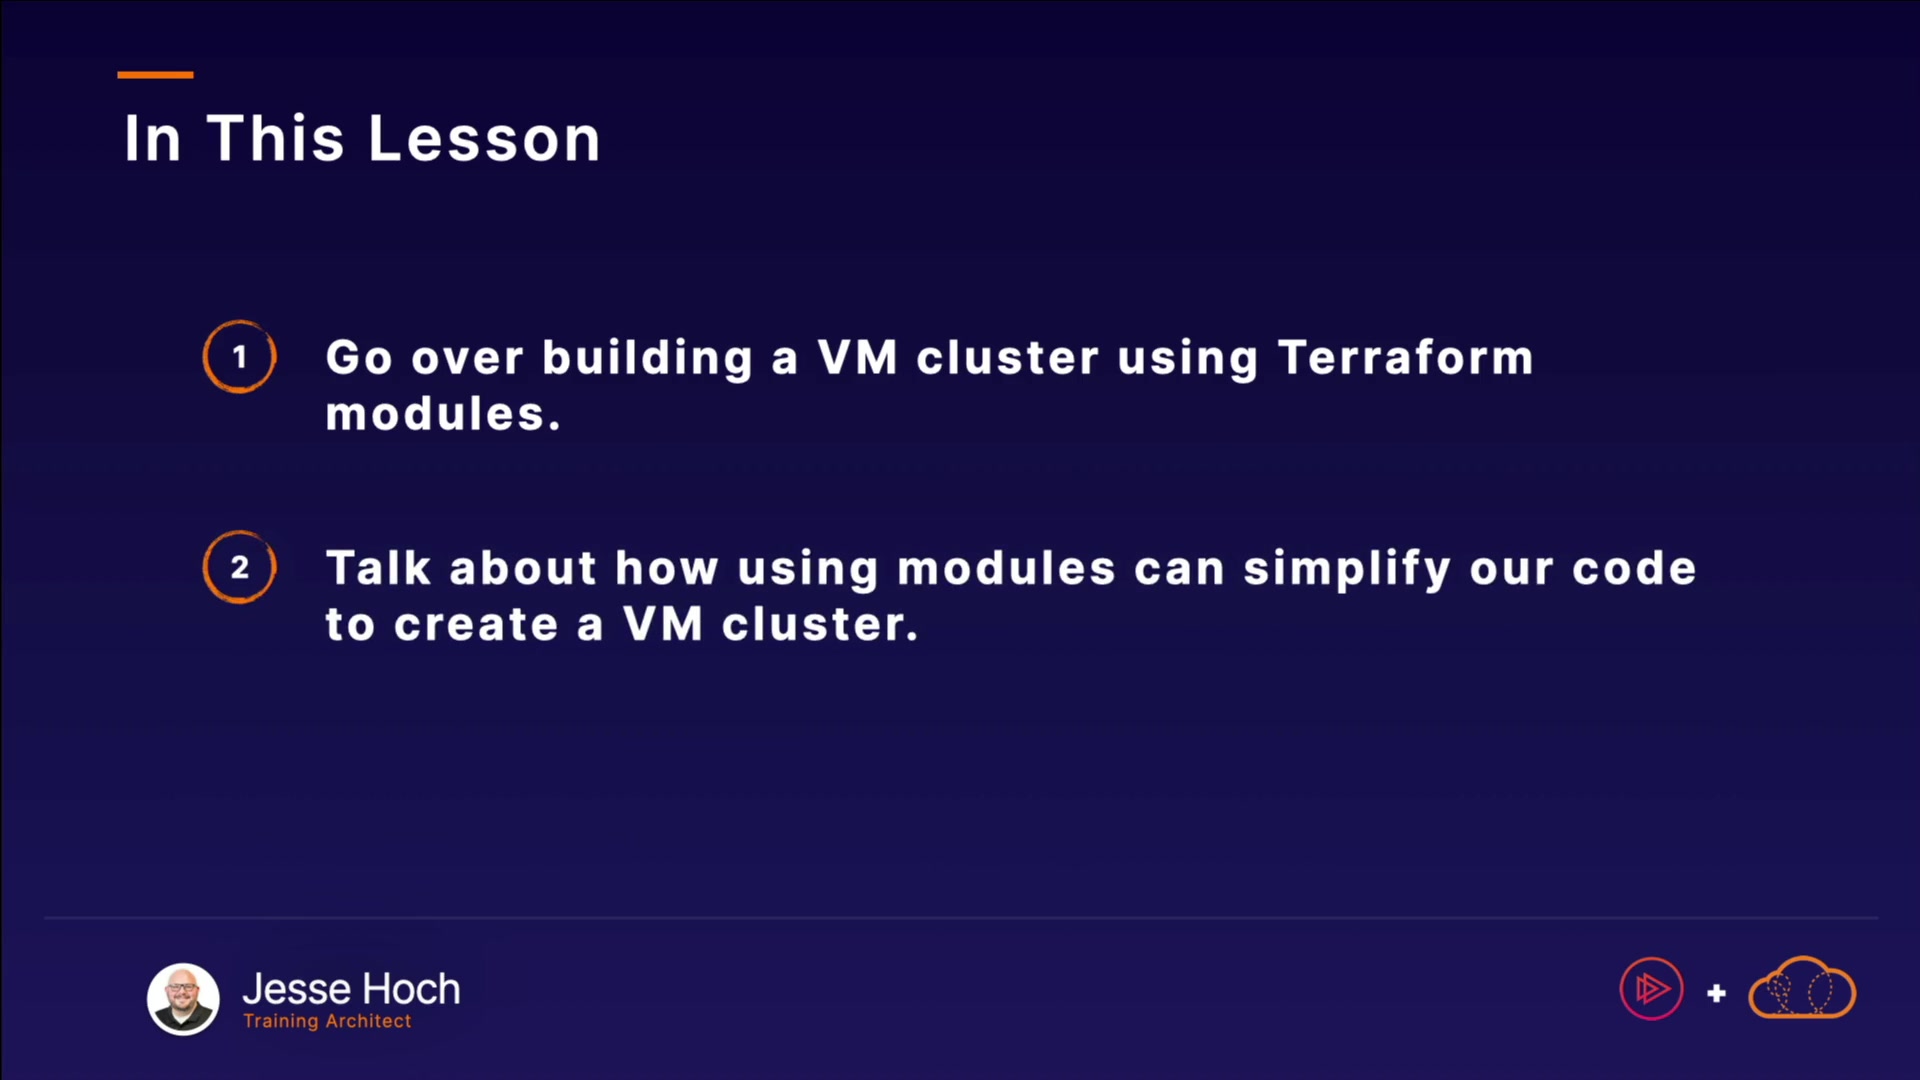 In This Lesson
1
Go over building a VM cluster using Terraform
modules.
2
Talk about how using modules can simplify our code
to create a VM cluster.
Jesse Hoch
Training Architect
+